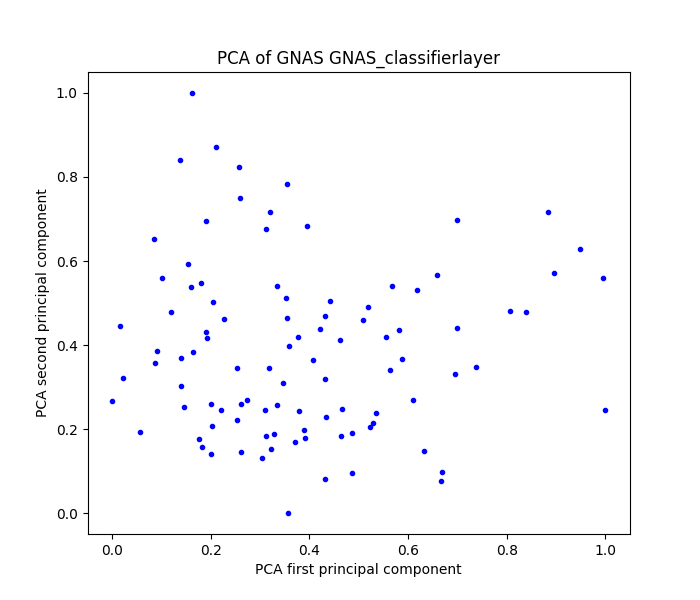 PCA of GNAS GNAS_classifierlayer
1.0
0.8
0.6
0.4
0.2
0.0
PCA second principal component
0.0 0.2 0.4 0.6 0.8 1.0
PCA first principal component